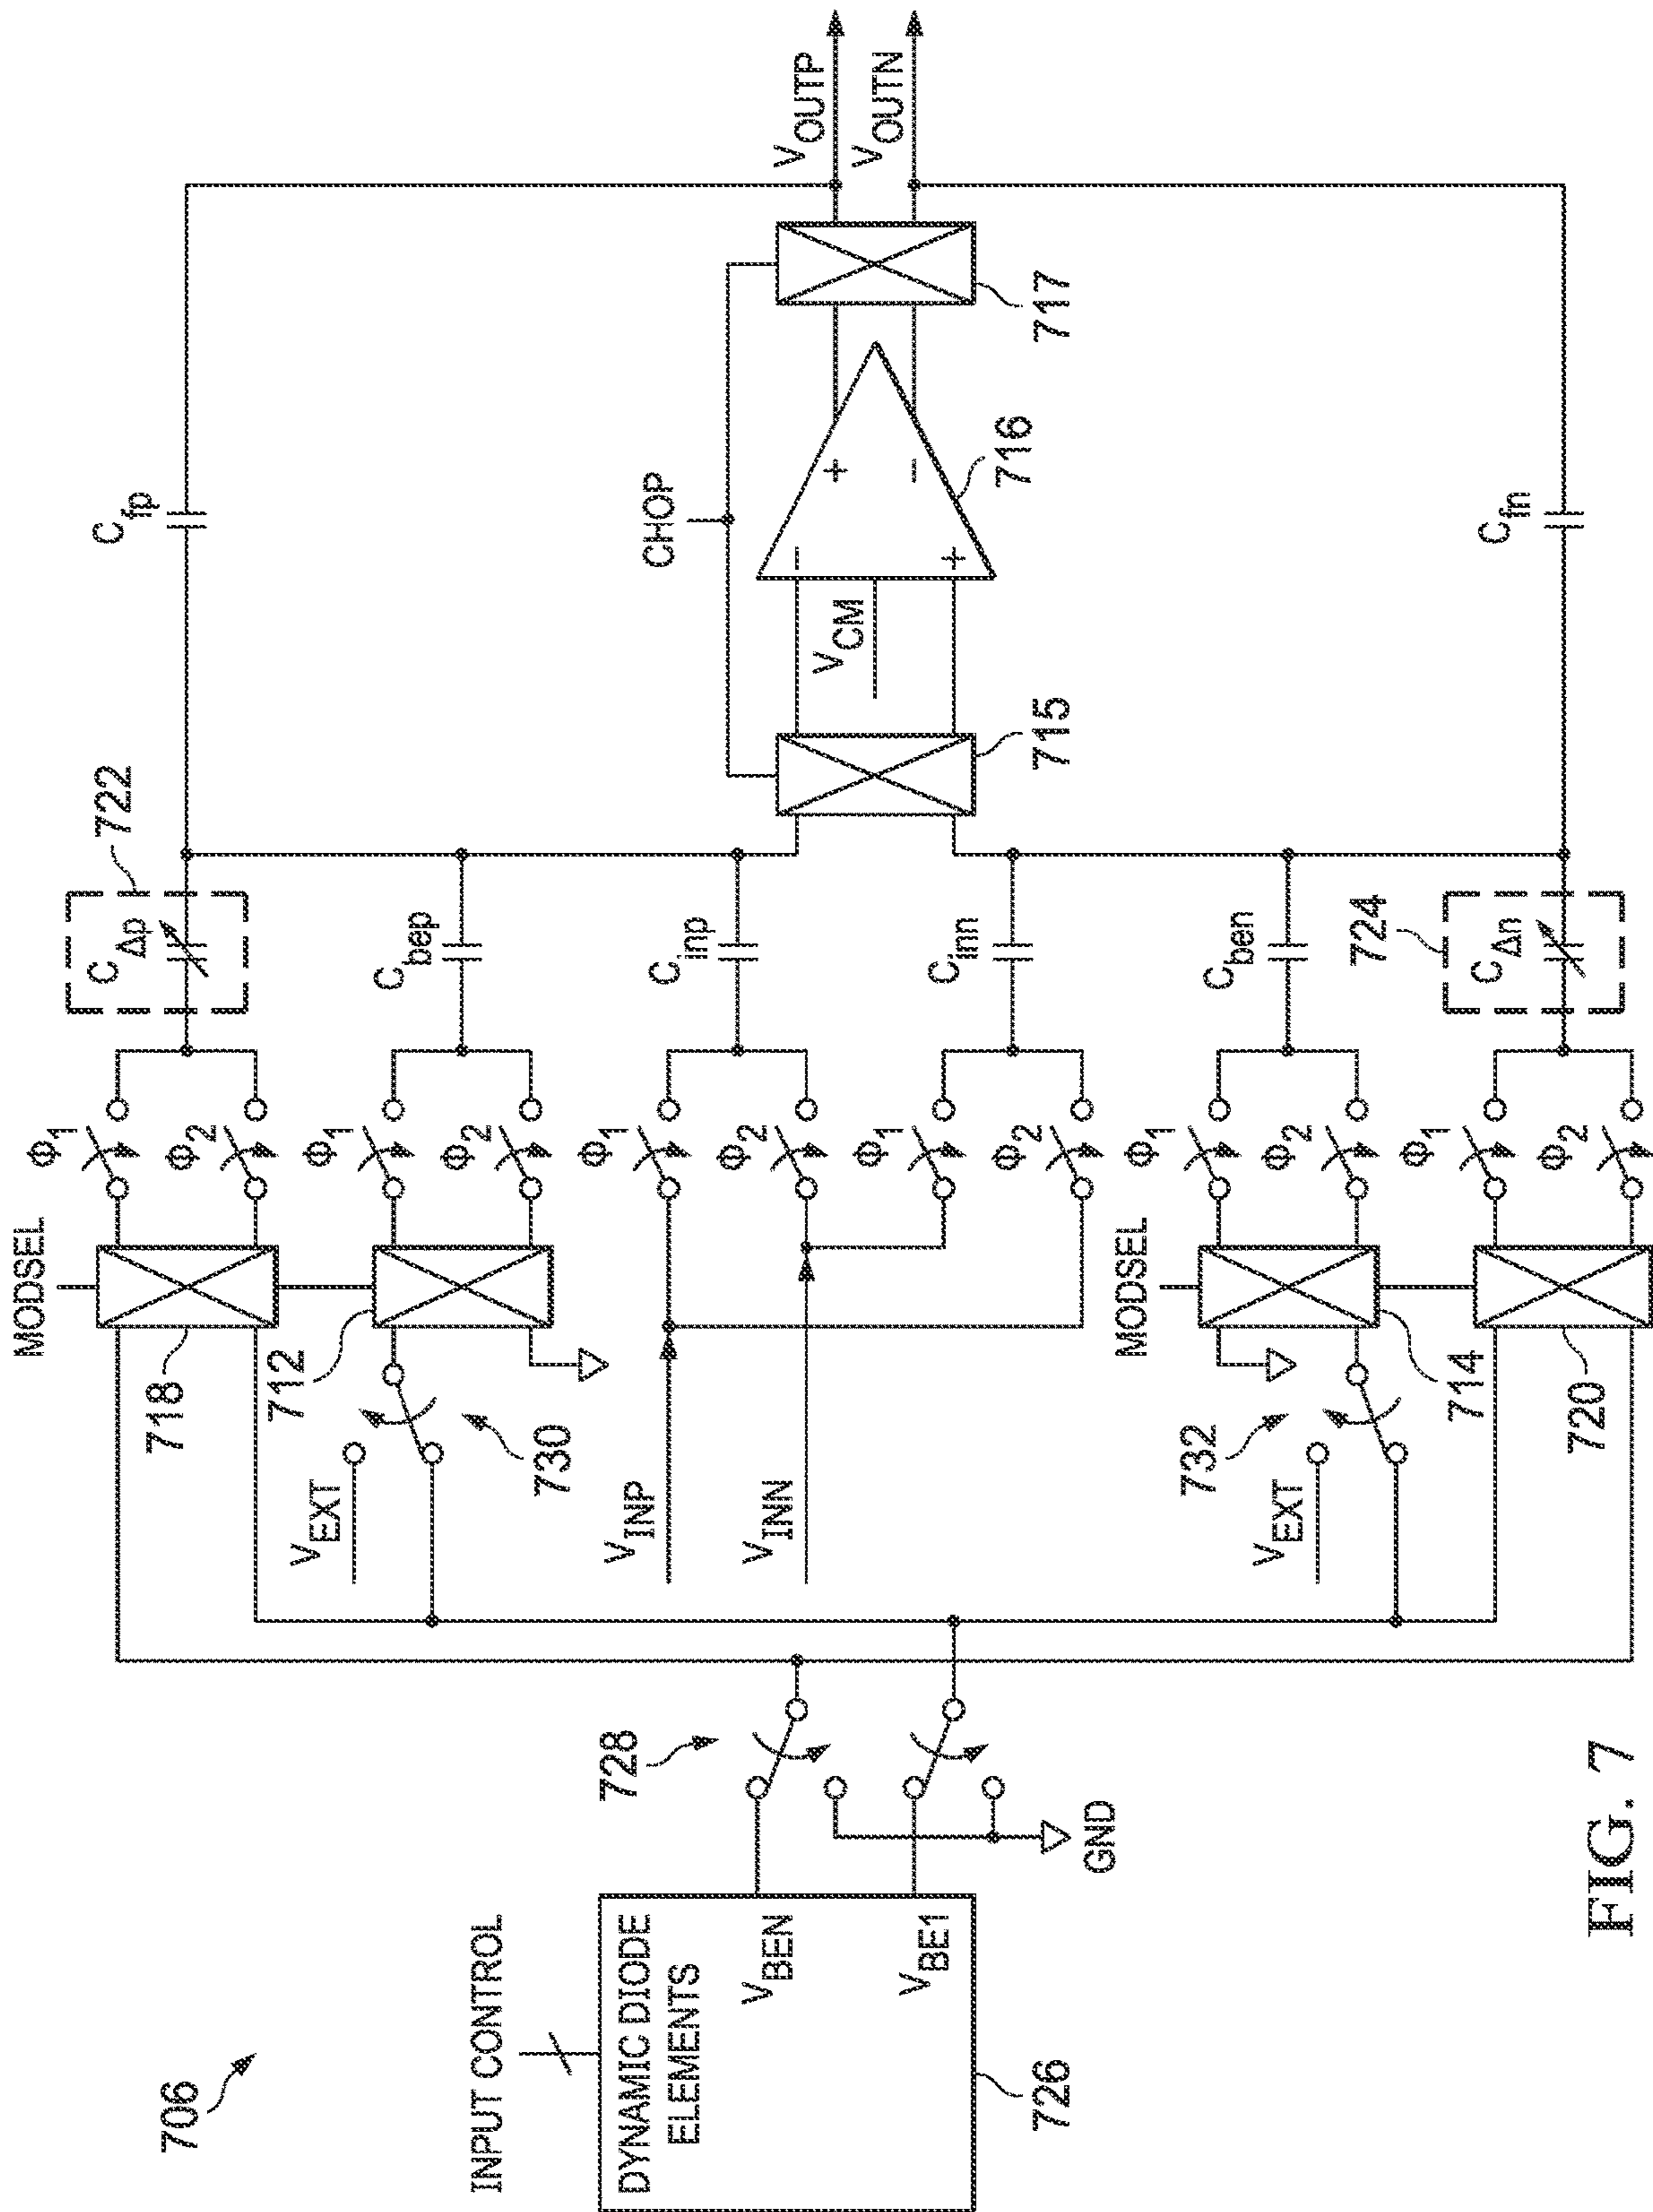 706
INPUT CONTROL
DYNAMIC DIODE
ELEMENTS
V_BEN
V_BE1
726
728
GND
MODSEL
718
712
V_EXT
730
V_INP
V_INN
MODSEL
V_EXT
732
714
720
Φ1
Φ2
Φ1
Φ2
Φ1
Φ2
Φ1
Φ2
Φ1
Φ2
Φ1
Φ2
722
C_Δp
C_bep
C_inp
C_inn
C_ben
724
C_Δn
C_fp
CHOP
V_CM
715
716
717
C_fn
V_OUTP
V_OUTN
− +
+ −
FIG. 7